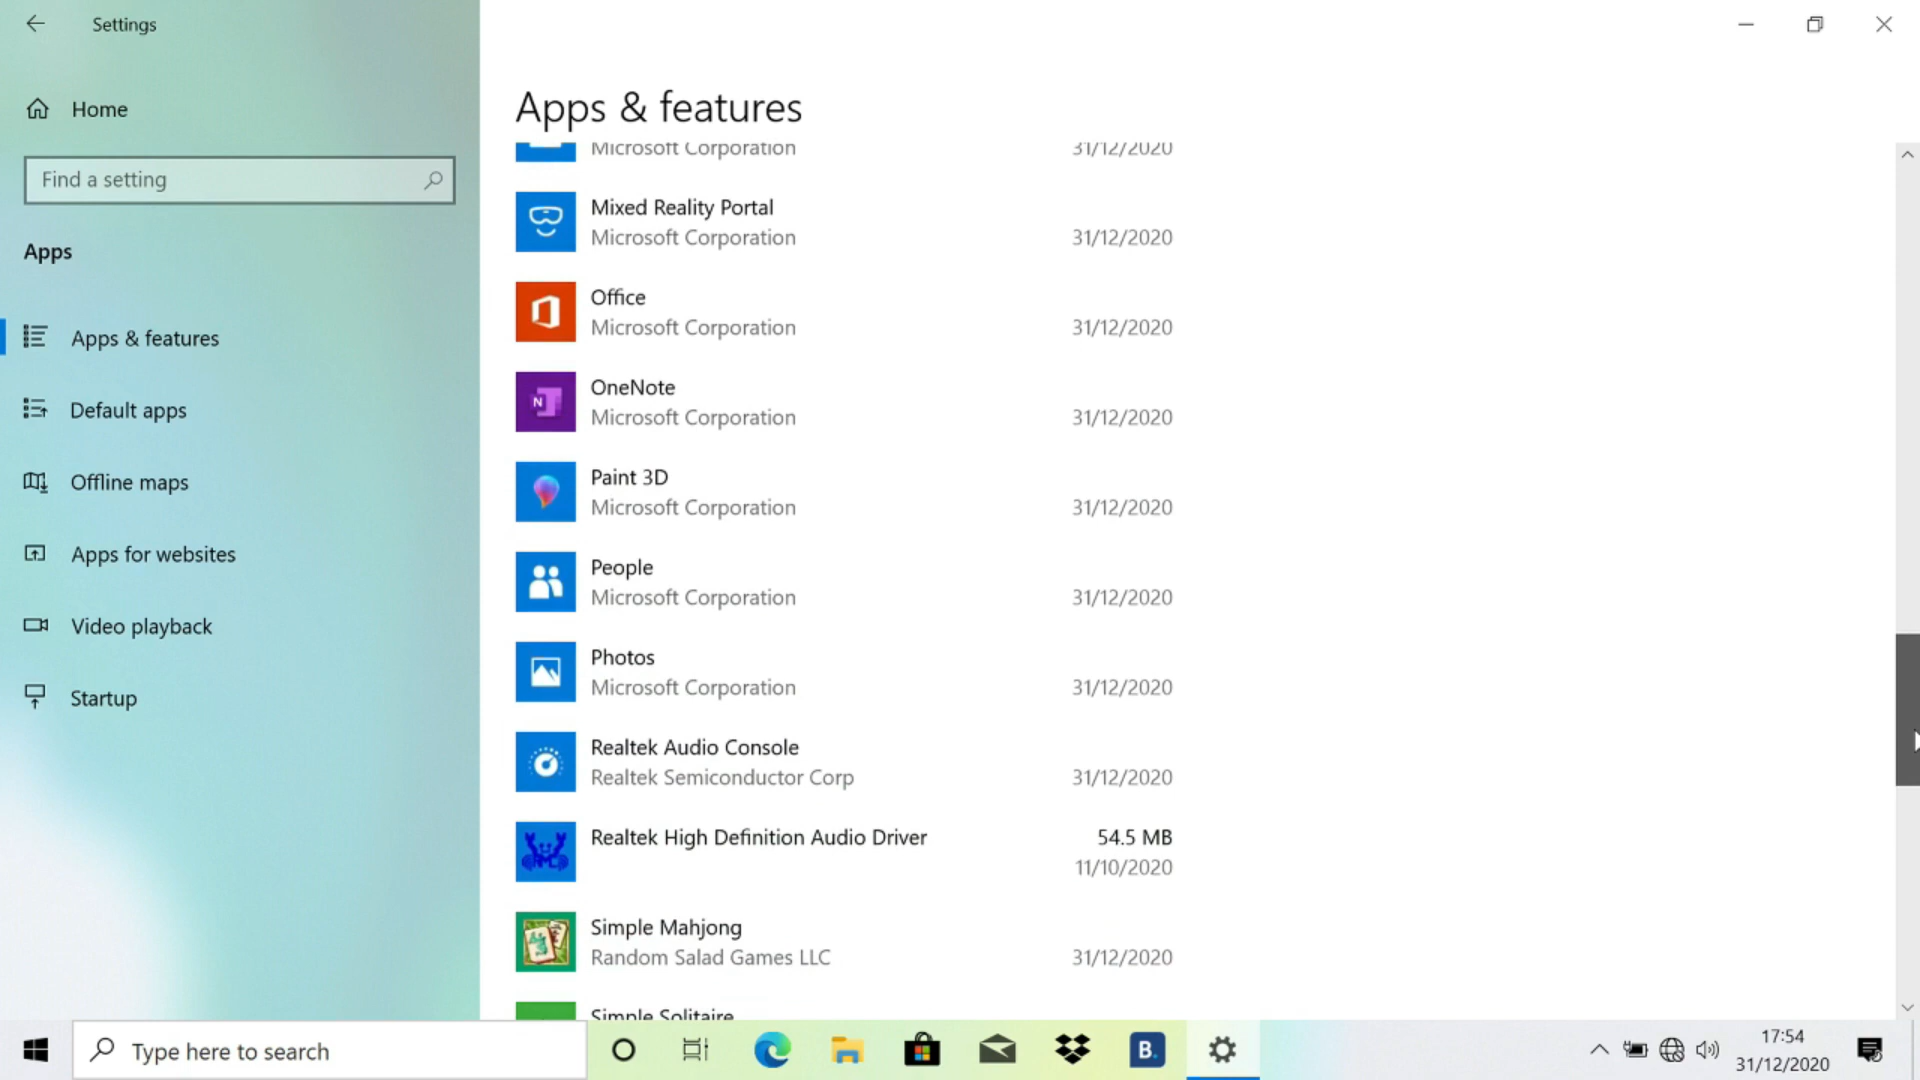 Settings
Home
Find a setting
Apps
Apps & features
Default apps
Offline maps
Apps for websites
Video playback
Startup
Apps & features
Microsoft Corporation 31/12/2020
Mixed Reality Portal
Microsoft Corporation 31/12/2020
Office
Microsoft Corporation 31/12/2020
OneNote
N
Microsoft Corporation 31/12/2020
Paint 3D
Microsoft Corporation 31/12/2020
People
Microsoft Corporation 31/12/2020
Photos
Microsoft Corporation 31/12/2020
Realtek Audio Console
Realtek Semiconductor Corp 31/12/2020
Realtek High Definition Audio Driver 54.5 MB
11/10/2020
Simple Mahjong
Random Salad Games LLC 31/12/2020
Simple Solitaire
Type here to search
B.
17:54
31/12/2020